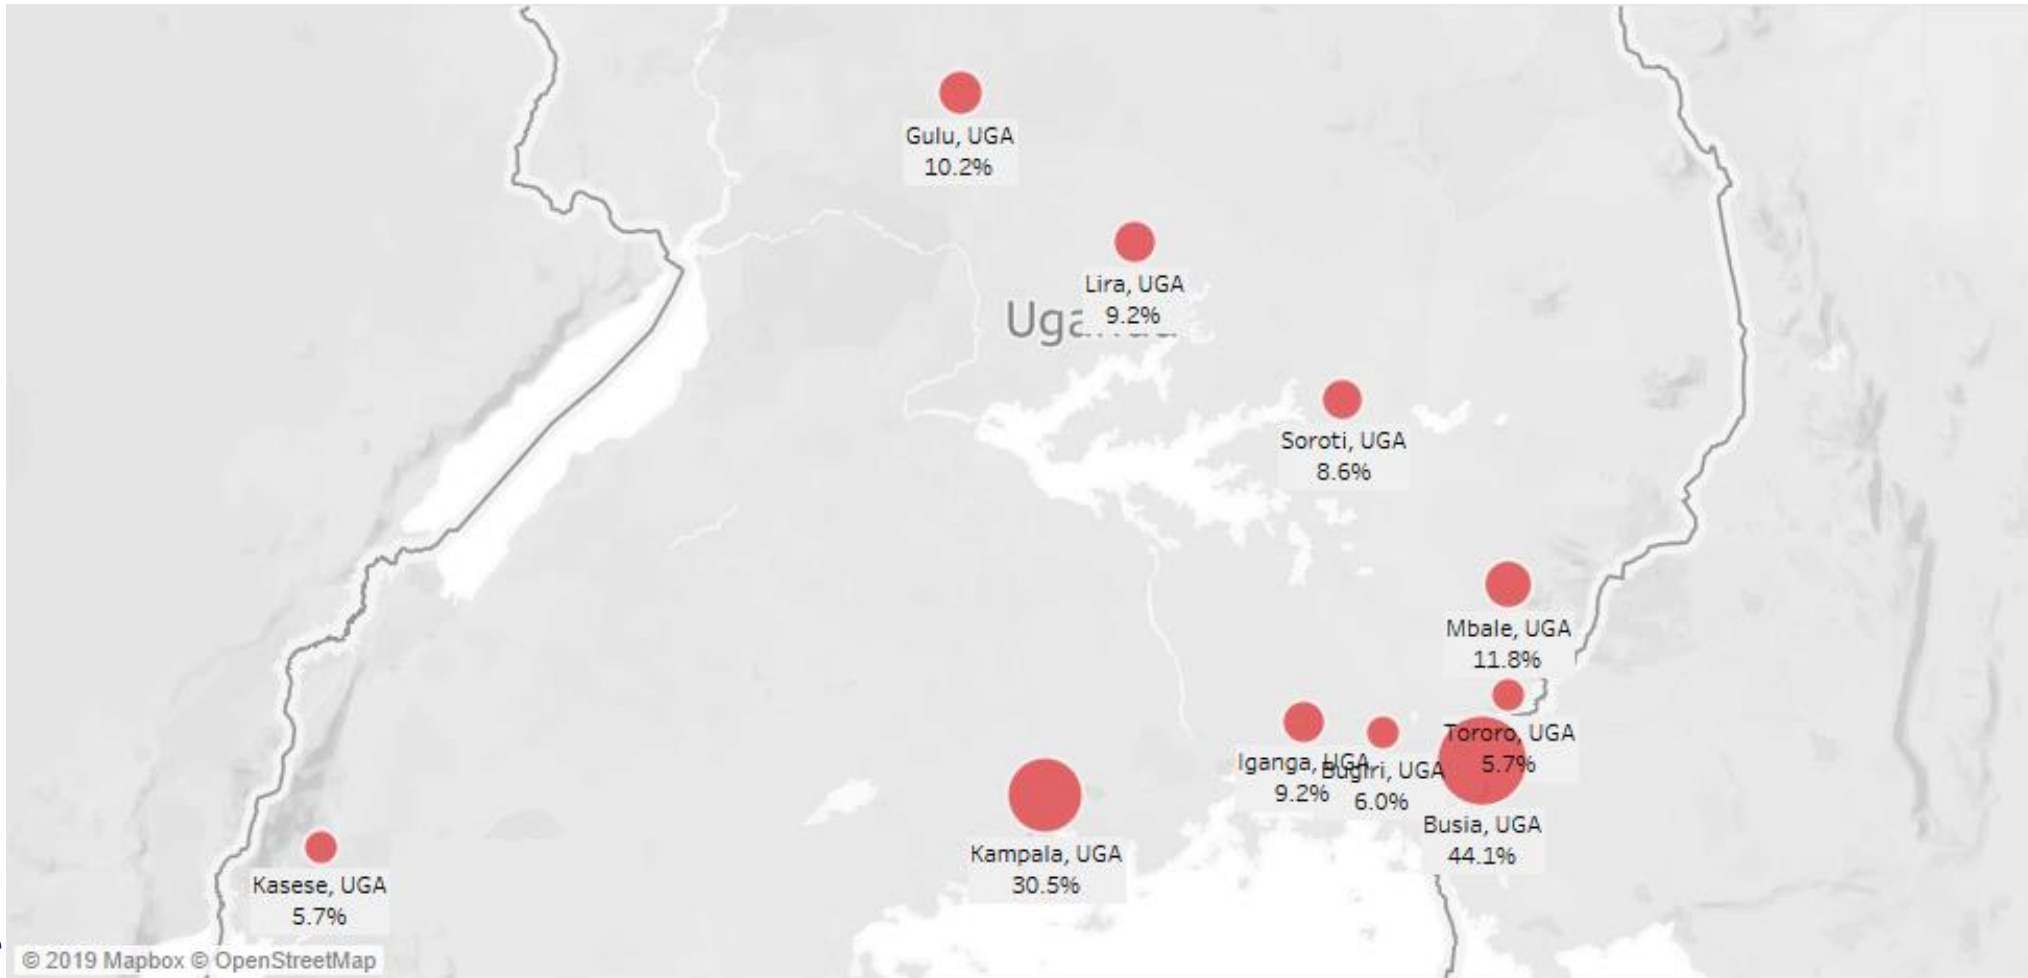 Gulu, UGA
10.2%
Lira, UGA
9.2%
Uga
Soroti, UGA
8.6%
Mbale, UGA
11.8%
Tororo, UGA
5.7%
Iganga, UGA
9.2%
Bugiri, UGA
6.0%
Busia, UGA
44.1%
Kampala, UGA
30.5%
Kasese, UGA
5.7%
© 2019 Mapbox © OpenStreetMap